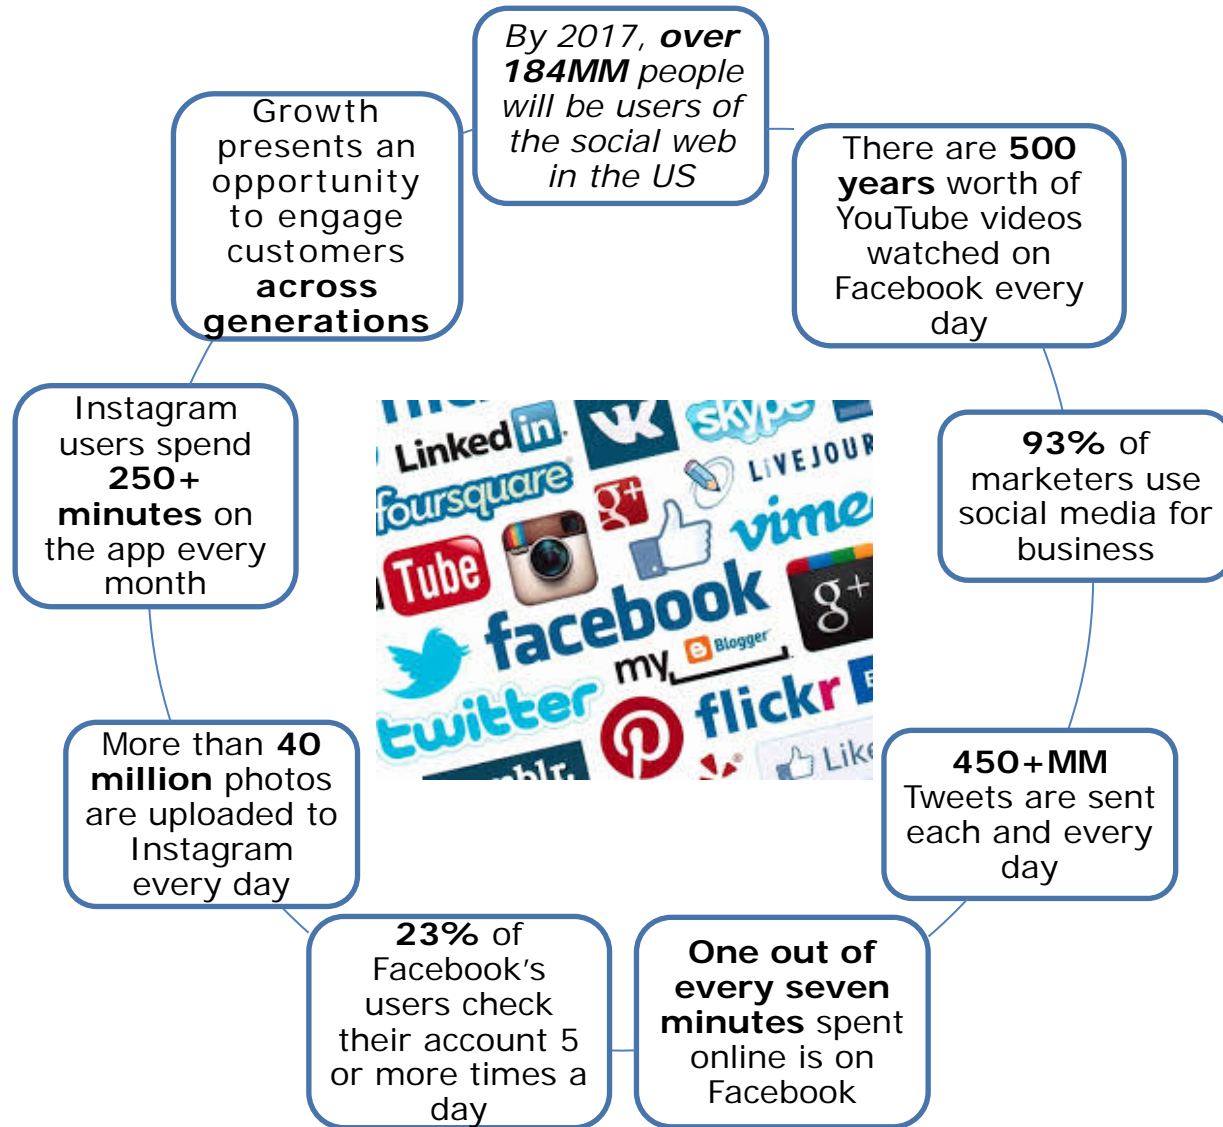 By 2017, over
184MM people
will be users of
the social web
in the US
There are 500
years worth of
YouTube videos
watched on
Facebook every
day
93% of
marketers use
social media for
business
450+MM
Tweets are sent
each and every
day
One out of
every seven
minutes spent
online is on
Facebook
23% of
Facebook's
users check
their account 5
or more times a
day
More than 40
million photos
are uploaded to
Instagram
every day
Instagram
users spend
250+
minutes on
the app every
month
Growth
presents an
opportunity
to engage
customers
across
generations
Linked in
skype
foursquare
g+
LIVEJOUR
Tube
vime
facebook
g+
my
Blogger
twitter
flickr
Like